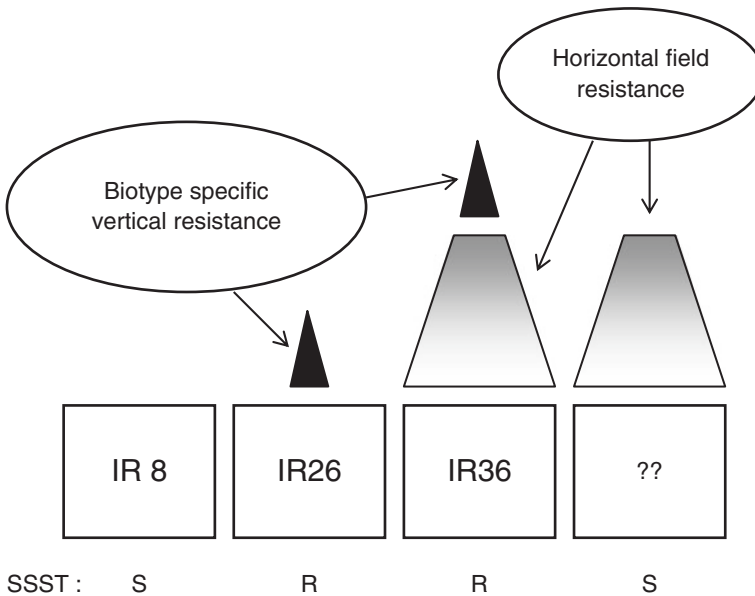 Horizontal field
resistance
Biotype specific
vertical resistance
IR 8
IR26
IR36
??
SSST : S R R S